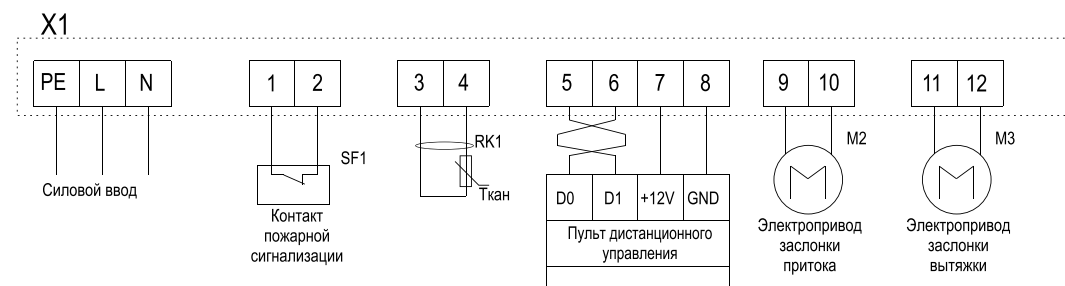 X1
PE L N 1 2 3 4 5 6 7 8 9 10 11 12
Силовой ввод
SF1
Контакт
пожарной
сигнализации
RK1
Tкан
D0 D1 +12V GND
Пульт дистанционного
управления
M2
Электропривод
заслонки
притока
M3
Электропривод
заслонки
вытяжки